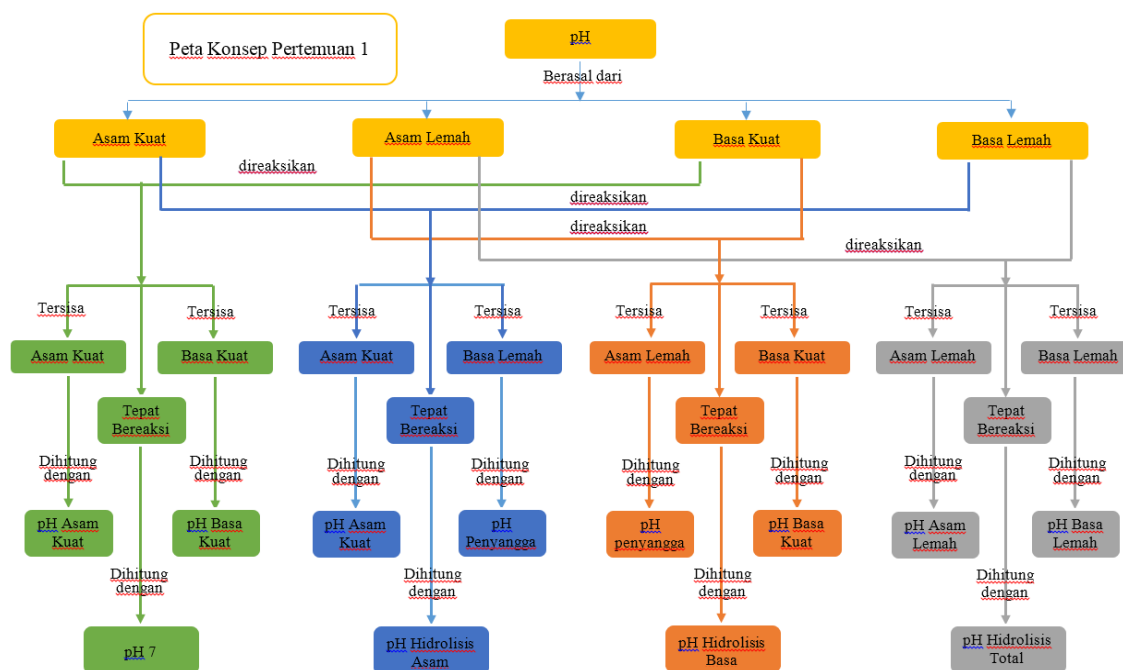 Peta Konsep Pertemuan 1
pH
Berasal dari
Asam Kuat
Asam Lemah
Basa Kuat
Basa Lemah
direaksikan
direaksikan
direaksikan
direaksikan
Tersisa
Tersisa
Tersisa
Tersisa
Tersisa
Tersisa
Tersisa
Tersisa
Asam Kuat
Basa Kuat
Asam Kuat
Basa Lemah
Asam Lemah
Basa Kuat
Asam Lemah
Basa Lemah
Tepat
Bereaksi
Tepat
Bereaksi
Tepat
Bereaksi
Tepat
Bereaksi
Dihitung
dengan
Dihitung
dengan
Dihitung
dengan
Dihitung
dengan
Dihitung
dengan
Dihitung
dengan
Dihitung
dengan
Dihitung
dengan
pH Asam
Kuat
pH Basa
Kuat
pH Asam
Kuat
pH
Penyangga
pH
penyangga
pH Basa
Kuat
pH Asam
Lemah
pH Basa
Lemah
Dihitung
dengan
Dihitung
dengan
Dihitung
dengan
Dihitung
dengan
pH 7
pH Hidrolisis
Asam
pH Hidrolisis
Basa
pH Hidrolisis
Total